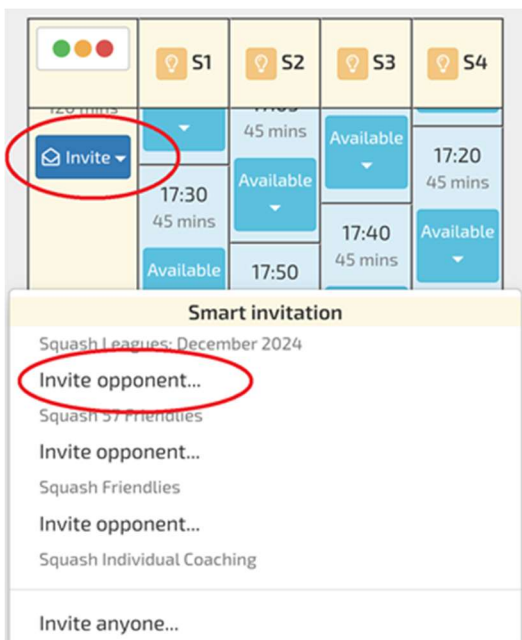 S1 S2 S3 S4
120 mins
Invite
45 mins
Available
17:20
45 mins
17:30
45 mins
Available
17:40
45 mins
Available
Available
17:50
Smart invitation
Squash Leagues: December 2024
Invite opponent...
Squash 57 Friendlies
Invite opponent...
Squash Friendlies
Invite opponent...
Squash Individual Coaching
Invite anyone...